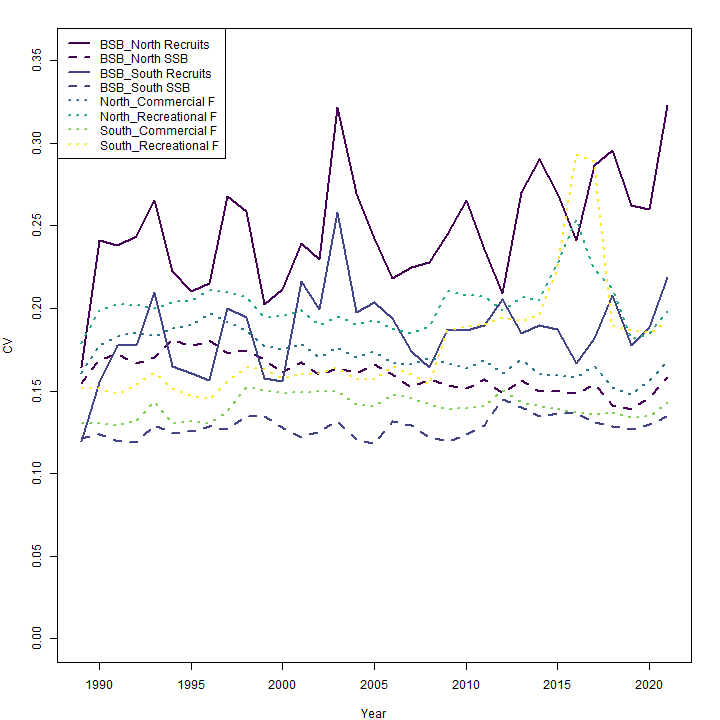 BSB_North Recruits
BSB_North SSB
BSB_South Recruits
BSB_South SSB
North_Commercial F
North_Recreational F
South_Commercial F
South_Recreational F
0.35
0.30
0.25
0.20
0.15
0.10
0.05
0.00
CV
1990 1995 2000 2005 2010 2015 2020
Year